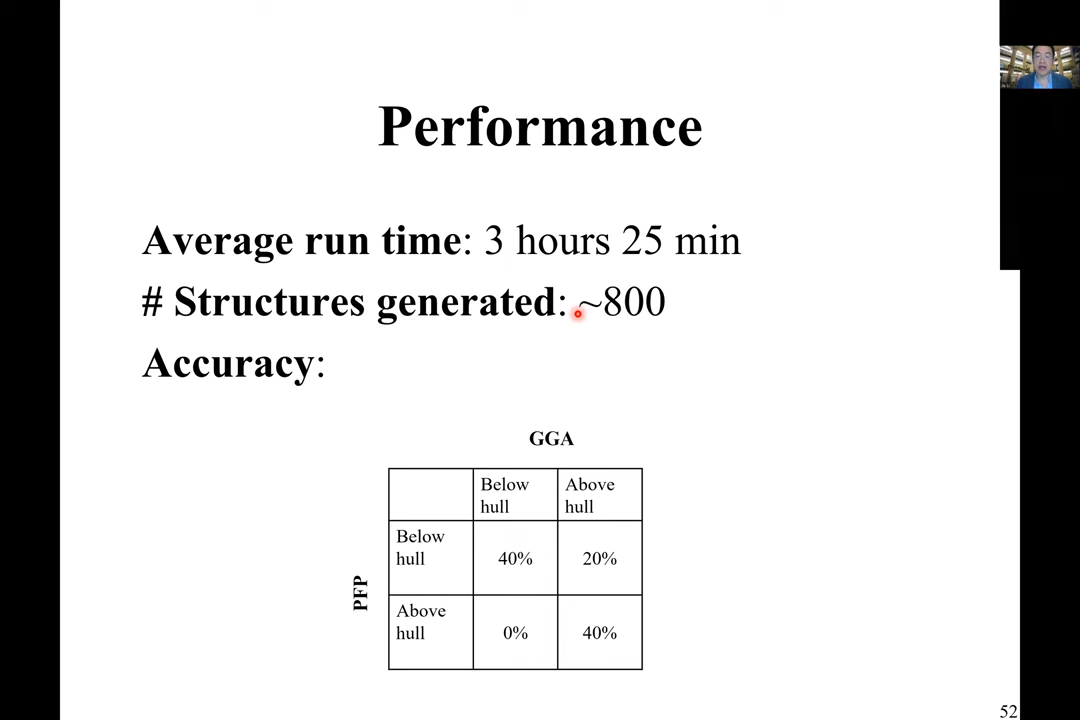 Performance
Average run time: 3 hours 25 min
# Structures generated: ~800
Accuracy:
GGA
Below hull Above hull
PFP
Below hull 40% 20%
Above hull 0% 40%
52